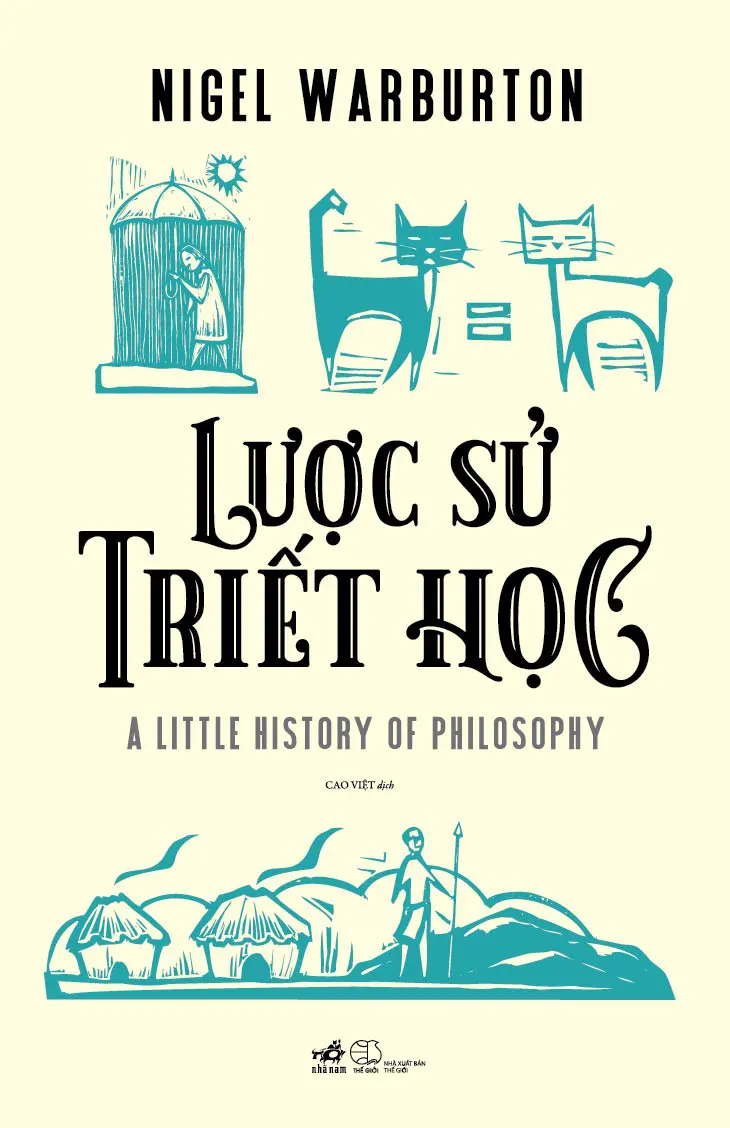 NIGEL WARBURTON
LƯỢC SỬ
TRIẾT HỌC
A LITTLE HISTORY OF PHILOSOPHY
CAO VIỆT dịch
nhã nam
THẾ GIỚI
NHÀ XUẤT BẢN
THẾ GIỚI